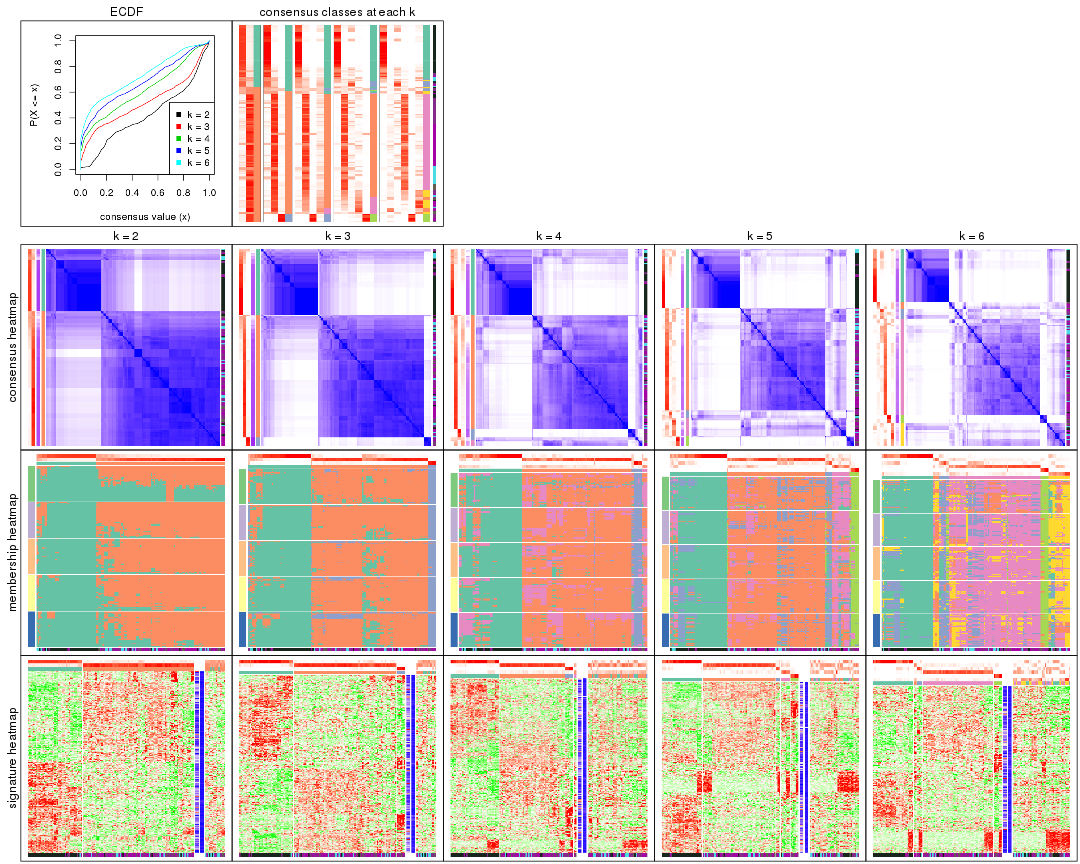 ECDF
consensus classes at each k
P(X <= x)
1.0
0.8
0.6
0.4
0.2
0.0
k = 2
k = 3
k = 4
k = 5
k = 6
0.0 0.2 0.4 0.6 0.8 1.0
consensus value (x)
k = 2
k = 3
k = 4
k = 5
k = 6
consensus heatmap
membership heatmap
signature heatmap